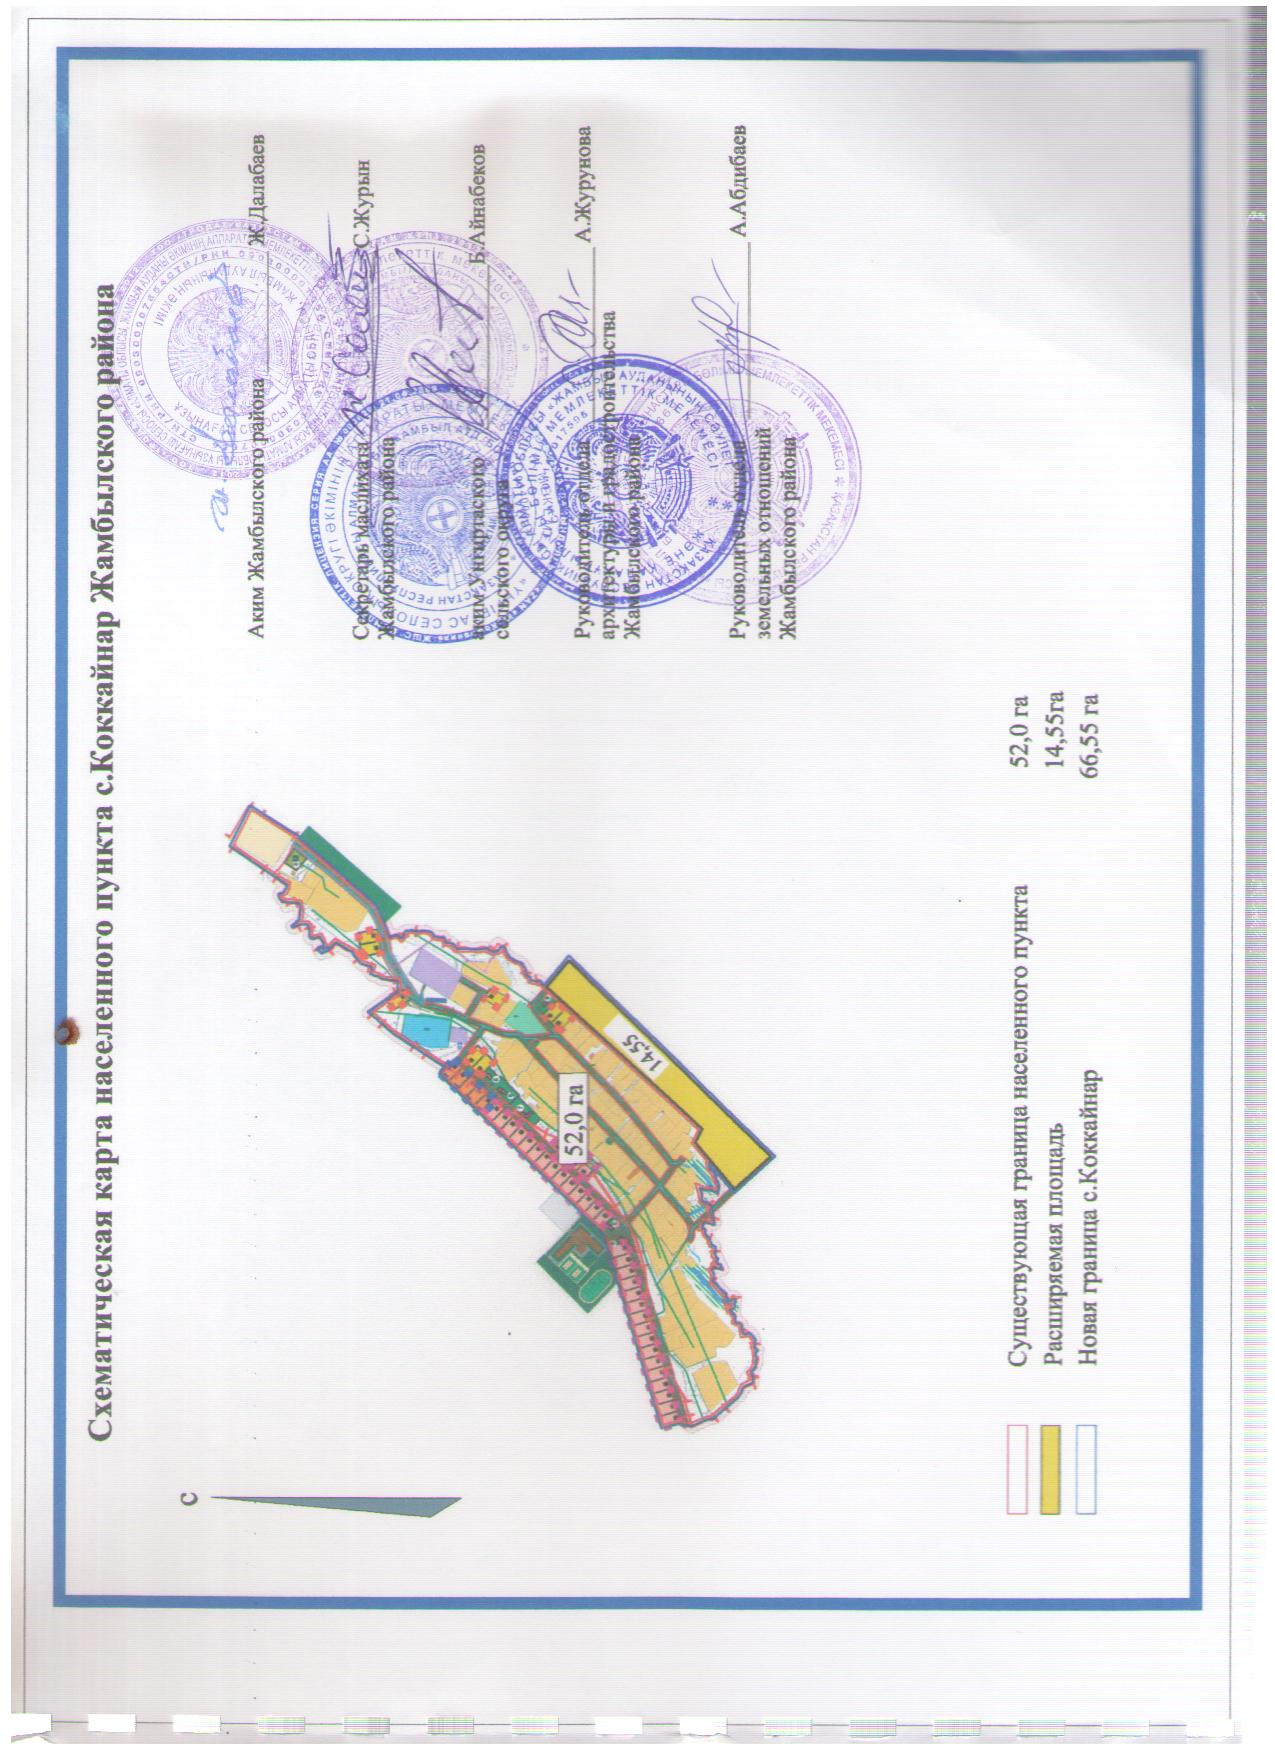 Схематическая карта населенного пункта с.Коккайнар Жамбылского района
Аким Жамбылского района Ж.Далабаев
Секретарь маслихата С.Журын
Жамбылского района
аким Унгиртасского Б.Айнабеков
сельского округа
Руководитель отдела А.Журунова
архитектуры и градостроительства
Жамбылского района
Руководитель отдела А.Абдибаев
земельных отношений
Жамбылского района
С
52,0 га
14,55
Существующая граница населенного пункта 52,0 га
Расширяемая площадь 14,55га
Новая граница с.Коккайнар 66,55 га